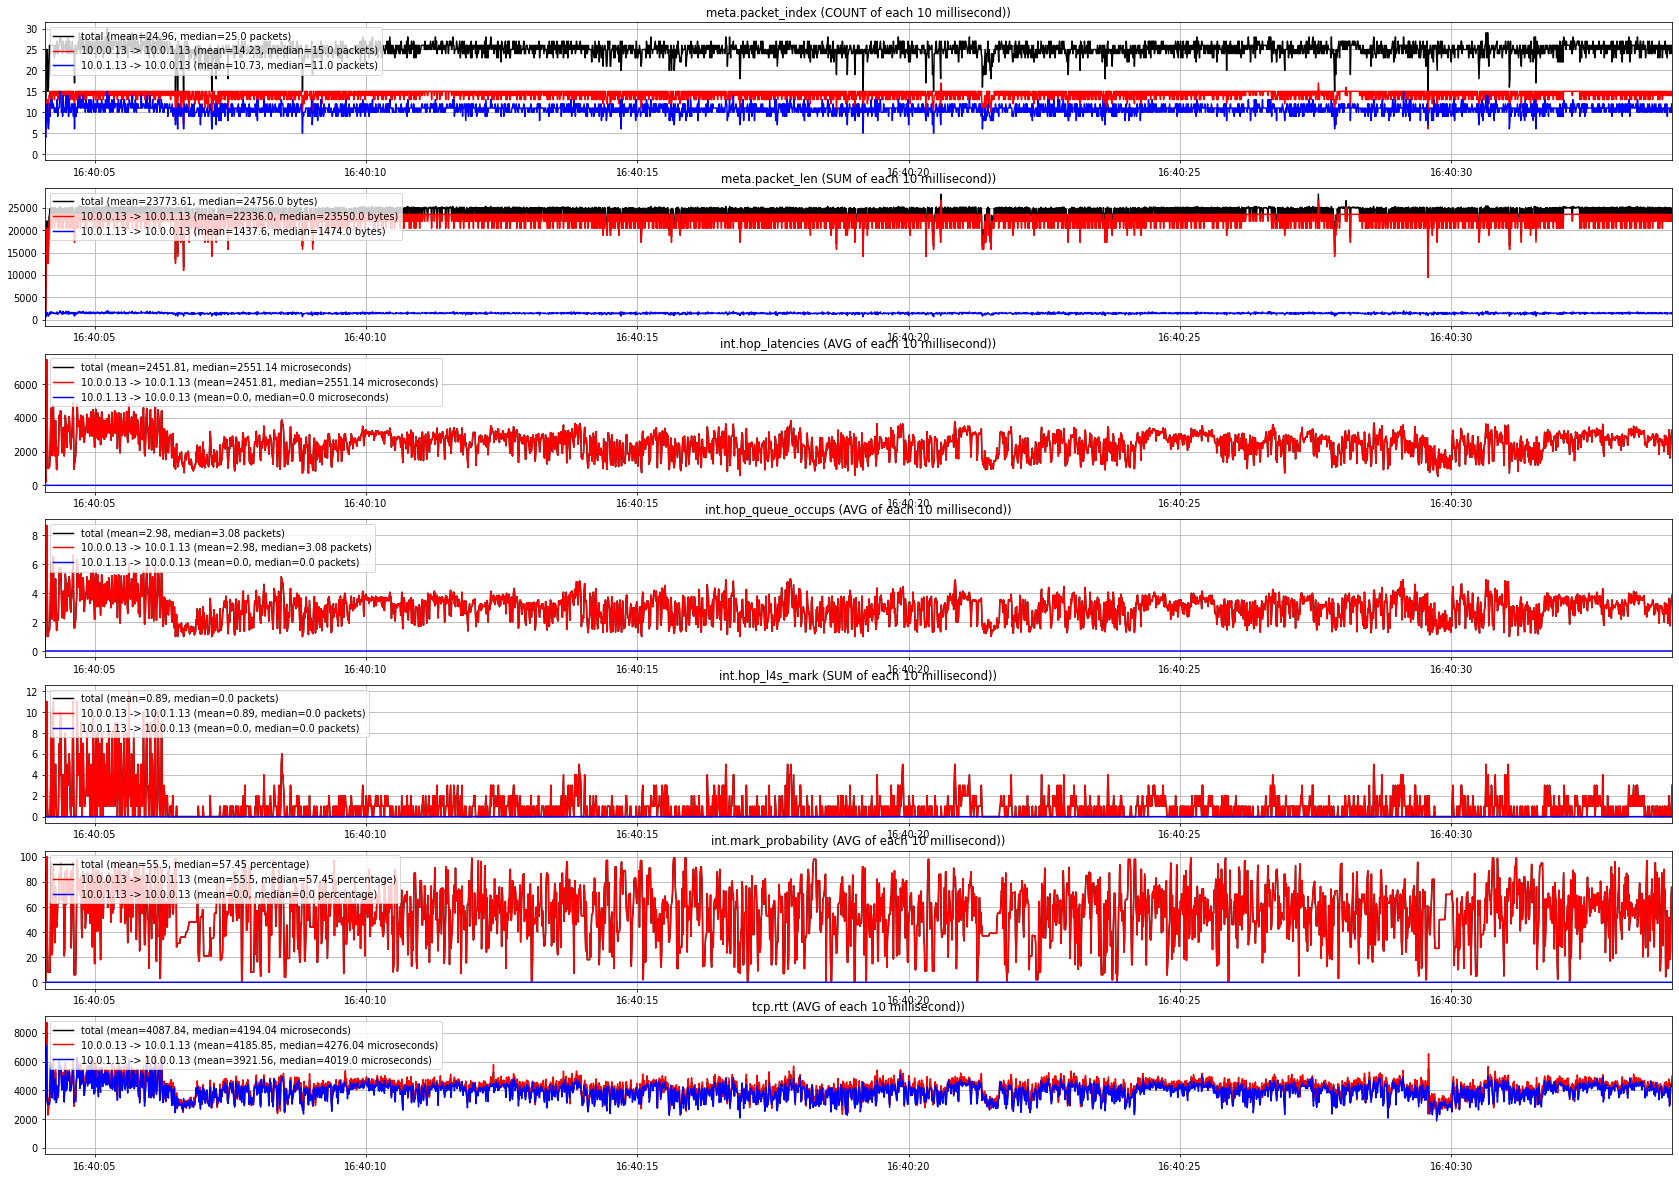 meta.packet_index (COUNT of each 10 millisecond))
30
25
20
15
10
5
0
total (mean=24.96, median=25.0 packets)
10.0.0.13 -> 10.0.1.13 (mean=14.23, median=15.0 packets)
10.0.1.13 -> 10.0.0.13 (mean=10.73, median=11.0 packets)
16:40:05 16:40:10 16:40:15 16:40:20 16:40:25 16:40:30
meta.packet_len (SUM of each 10 millisecond))
25000
20000
15000
10000
5000
0
total (mean=23773.61, median=24756.0 bytes)
10.0.0.13 -> 10.0.1.13 (mean=22336.0, median=23550.0 bytes)
10.0.1.13 -> 10.0.0.13 (mean=1437.6, median=1474.0 bytes)
16:40:05 16:40:10 16:40:15 16:40:20 16:40:25 16:40:30
int.hop_latencies (AVG of each 10 millisecond))
6000
4000
2000
0
total (mean=2451.81, median=2551.14 microseconds)
10.0.0.13 -> 10.0.1.13 (mean=2451.81, median=2551.14 microseconds)
10.0.1.13 -> 10.0.0.13 (mean=0.0, median=0.0 microseconds)
16:40:05 16:40:10 16:40:15 16:40:20 16:40:25 16:40:30
int.hop_queue_occups (AVG of each 10 millisecond))
8
6
4
2
0
total (mean=2.98, median=3.08 packets)
10.0.0.13 -> 10.0.1.13 (mean=2.98, median=3.08 packets)
10.0.1.13 -> 10.0.0.13 (mean=0.0, median=0.0 packets)
16:40:05 16:40:10 16:40:15 16:40:20 16:40:25 16:40:30
int.hop_l4s_mark (SUM of each 10 millisecond))
12
10
8
6
4
2
0
total (mean=0.89, median=0.0 packets)
10.0.0.13 -> 10.0.1.13 (mean=0.89, median=0.0 packets)
10.0.1.13 -> 10.0.0.13 (mean=0.0, median=0.0 packets)
16:40:05 16:40:10 16:40:15 16:40:20 16:40:25 16:40:30
int.mark_probability (AVG of each 10 millisecond))
100
80
60
40
20
0
total (mean=55.5, median=57.45 percentage)
10.0.0.13 -> 10.0.1.13 (mean=55.5, median=57.45 percentage)
10.0.1.13 -> 10.0.0.13 (mean=0.0, median=0.0 percentage)
16:40:05 16:40:10 16:40:15 16:40:20 16:40:25 16:40:30
tcp.rtt (AVG of each 10 millisecond))
8000
6000
4000
2000
0
total (mean=4087.84, median=4194.04 microseconds)
10.0.0.13 -> 10.0.1.13 (mean=4185.85, median=4276.04 microseconds)
10.0.1.13 -> 10.0.0.13 (mean=3921.56, median=4019.0 microseconds)
16:40:05 16:40:10 16:40:15 16:40:20 16:40:25 16:40:30